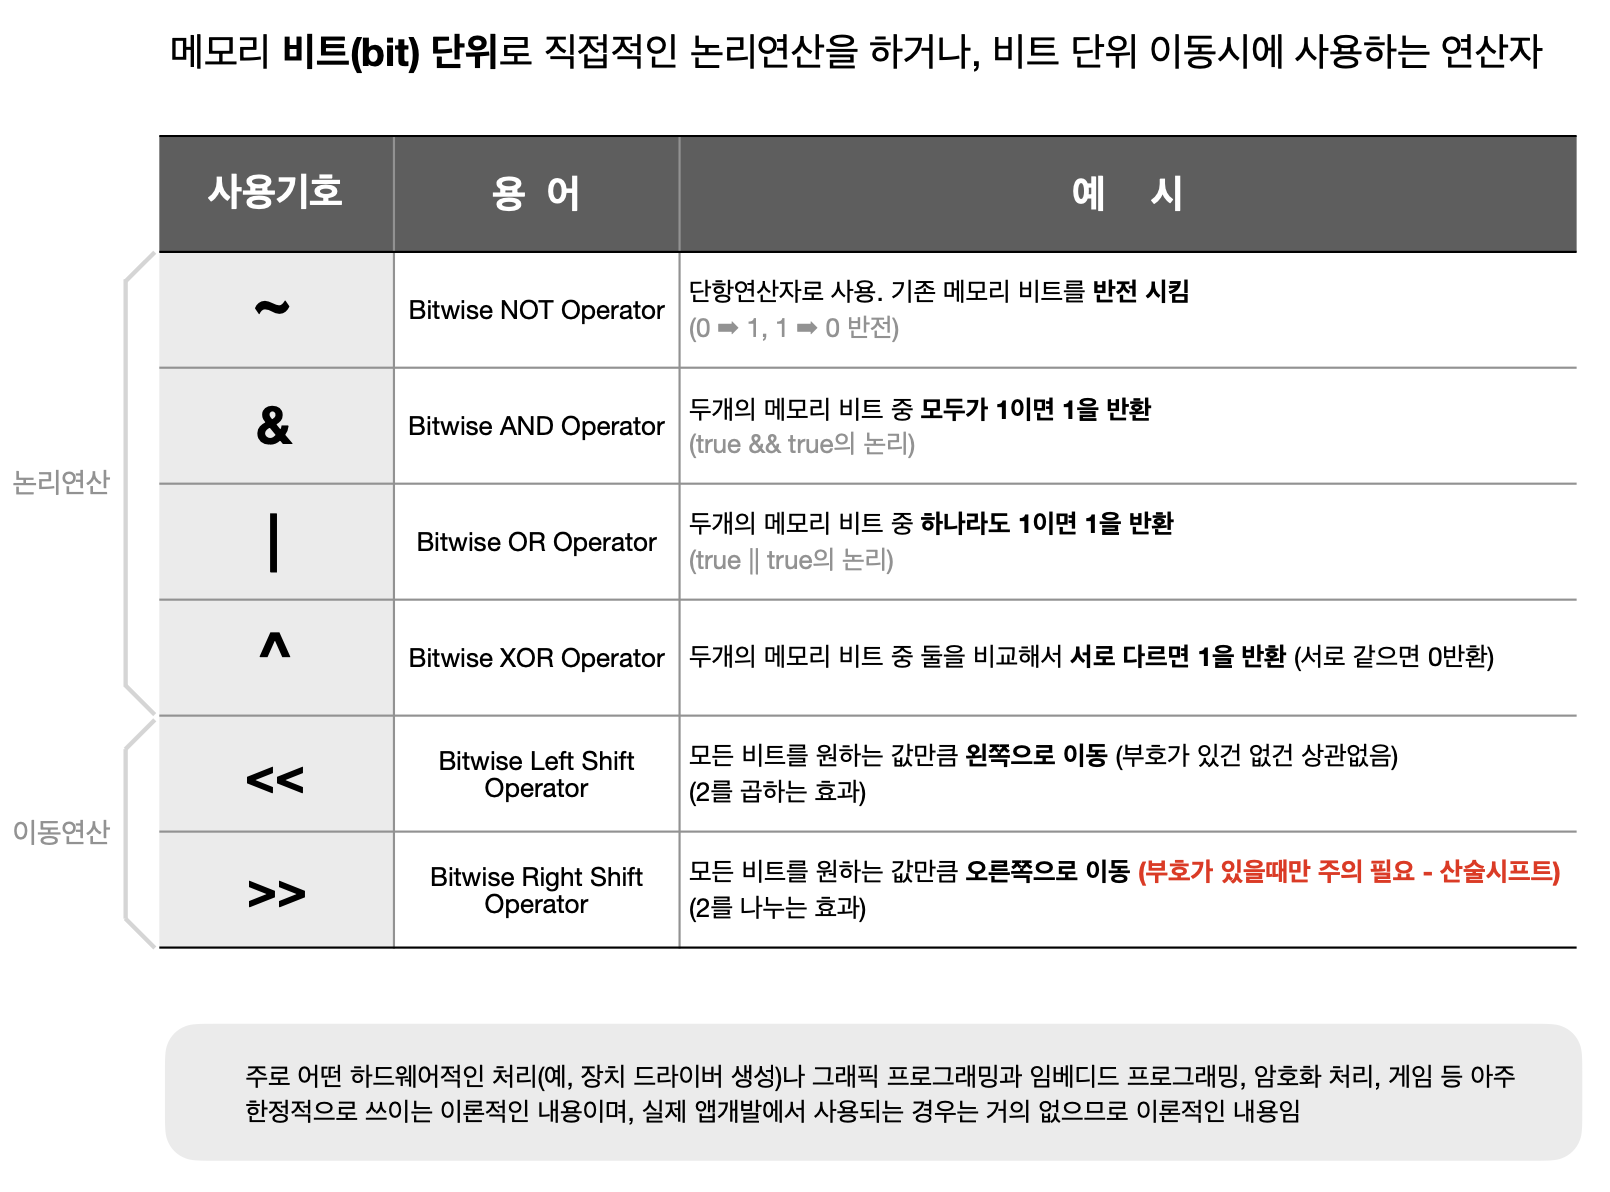 메모리 비트(bit) 단위로 직접적인 논리연산을 하거나, 비트 단위 이동시에 사용하는 연산자
사용기호 용 어 예 시
논리연산
~ Bitwise NOT Operator 단항연산자로 사용. 기존 메모리 비트를 반전 시킴
(0 ➡ 1, 1 ➡ 0 반전)
& Bitwise AND Operator 두개의 메모리 비트 중 모두가 1이면 1을 반환
(true && true의 논리)
| Bitwise OR Operator 두개의 메모리 비트 중 하나라도 1이면 1을 반환
(true || true의 논리)
^ Bitwise XOR Operator 두개의 메모리 비트 중 둘을 비교해서 서로 다르면 1을 반환 (서로 같으면 0반환)
이동연산
<< Bitwise Left Shift
Operator
모든 비트를 원하는 값만큼 왼쪽으로 이동 (부호가 있건 없건 상관없음)
(2를 곱하는 효과)
>> Bitwise Right Shift
Operator
모든 비트를 원하는 값만큼 오른쪽으로 이동 (부호가 있을때만 주의 필요 - 산술시프트)
(2를 나누는 효과)
주로 어떤 하드웨어적인 처리(예, 장치 드라이버 생성)나 그래픽 프로그래밍과 임베디드 프로그래밍, 암호화 처리, 게임 등 아주
한정적으로 쓰이는 이론적인 내용이며, 실제 앱개발에서 사용되는 경우는 거의 없으므로 이론적인 내용임